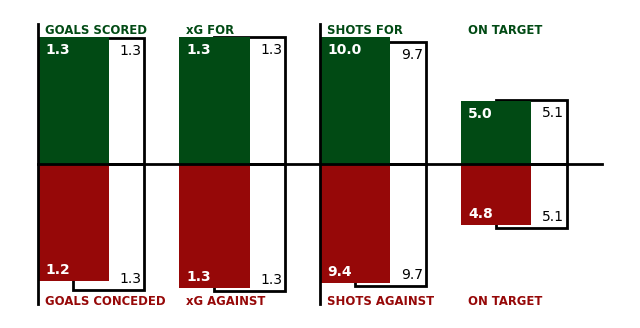 GOALS SCORED xG FOR SHOTS FOR ON TARGET
1.3 1.3 1.3 1.3 10.0 9.7
5.0 5.1
4.8 5.1
1.2 1.3 1.3 1.3 9.4 9.7
GOALS CONCEDED xG AGAINST SHOTS AGAINST ON TARGET